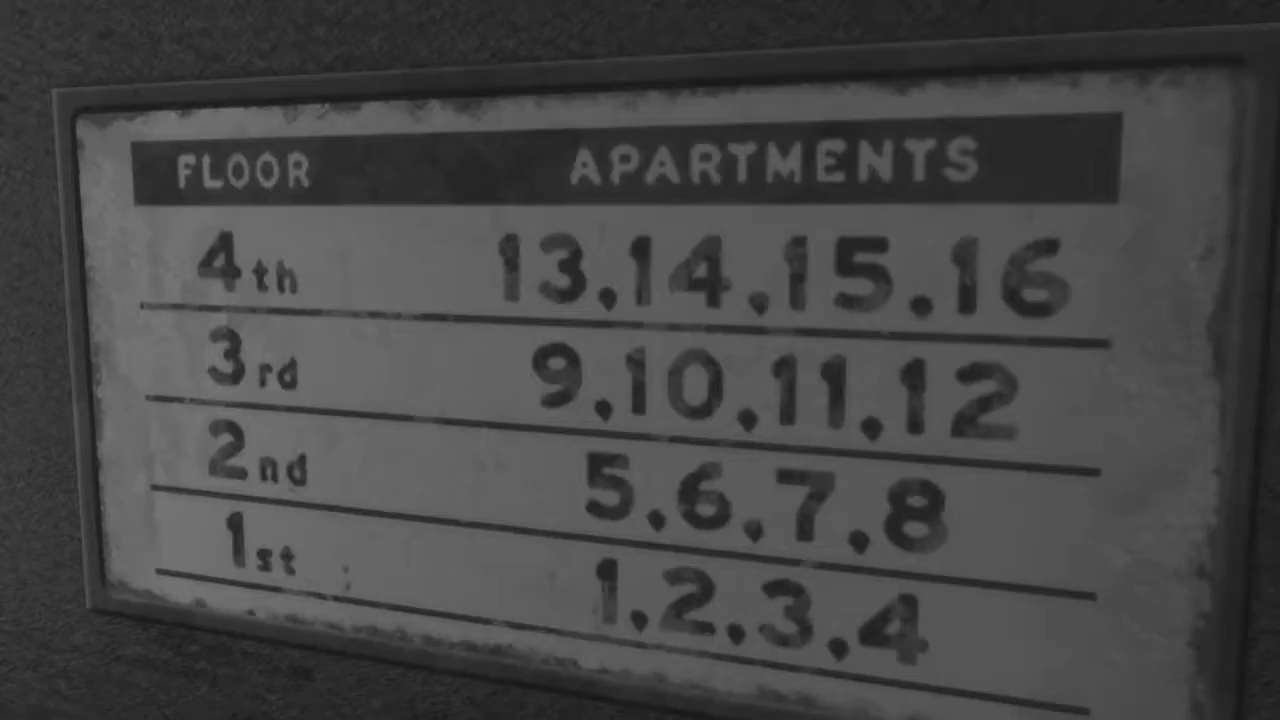 FLOOR APARTMENTS
4th 13.14.15.16
3rd 9.10.11.12
2nd 5.6.7.8
1st 1.2.3.4